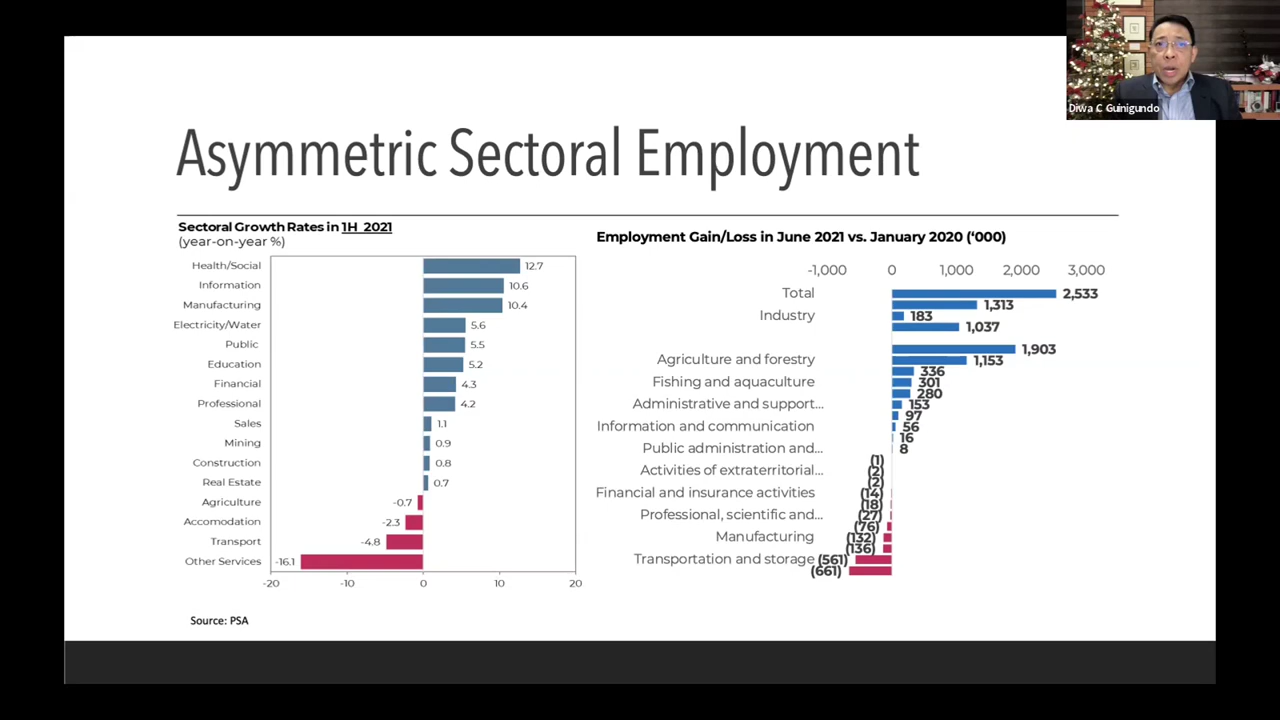 Diwa C Guinigundo
Asymmetric Sectoral Employment
Sectoral Growth Rates in 1H 2021
(year-on-year %)
Health/Social 12.7
Information 10.6
Manufacturing 10.4
Electricity/Water 5.6
Public 5.5
Education 5.2
Financial 4.3
Professional 4.2
Sales 1.1
Mining 0.9
Construction 0.8
Real Estate 0.7
Agriculture -0.7
Accomodation -2.3
Transport -4.8
Other Services -16.1
-20 -10 0 10 20
Employment Gain/Loss in June 2021 vs. January 2020 (‘000)
-1,000 0 1,000 2,000 3,000
Total 2,533
1,313
Industry 183
1,037
1,903
Agriculture and forestry 1,153
336
Fishing and aquaculture 301
280
Administrative and support... 153
97
Information and communication 56
16
Public administration and... 8
(1)
Activities of extraterritorial... (2)
(2)
Financial and insurance activities (14)
(18)
Professional, scientific and... (27)
(76)
Manufacturing (132)
(136)
Transportation and storage (561)
(661)
Source: PSA